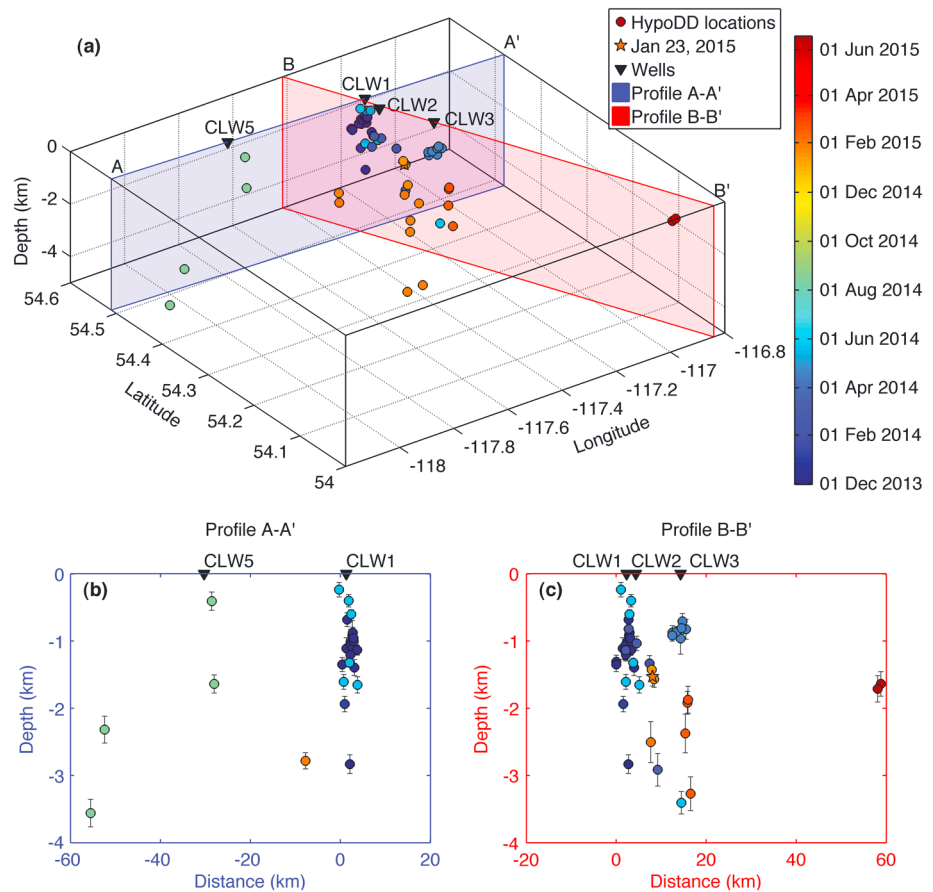 (a)
HypoDD locations
Jan 23, 2015
Wells
Profile A-A'
Profile B-B'
A
A'
B
B'
CLW5
CLW1
CLW2
CLW3
Depth (km)
0
-2
-4
Latitude
54.6
54.5
54.4
54.3
54.2
54.1
54
Longitude
-118
-117.8
-117.6
-117.4
-117.2
-117
-116.8
01 Jun 2015
01 Apr 2015
01 Feb 2015
01 Dec 2014
01 Oct 2014
01 Aug 2014
01 Jun 2014
01 Apr 2014
01 Feb 2014
01 Dec 2013
Profile A-A'
CLW5
CLW1
(b)
Depth (km)
0
-1
-2
-3
-4
-60
-40
-20
0
20
Distance (km)
Profile B-B'
CLW1
CLW2
CLW3
(c)
Depth (km)
0
-1
-2
-3
-4
-20
0
20
40
60
Distance (km)